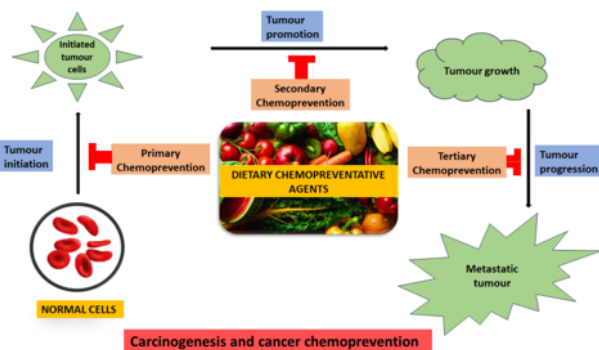 Tumour
promotion
Initiated
tumour
cells
Tumour growth
Secondary
Chemoprevention
Tumour
initiation
Primary
Chemoprevention
DIETARY CHEMOPREVENTATIVE
AGENTS
Tertiary
Chemoprevention
Tumour
progression
NORMAL CELLS
Metastatic
tumour
Carcinogenesis and cancer chemoprevention